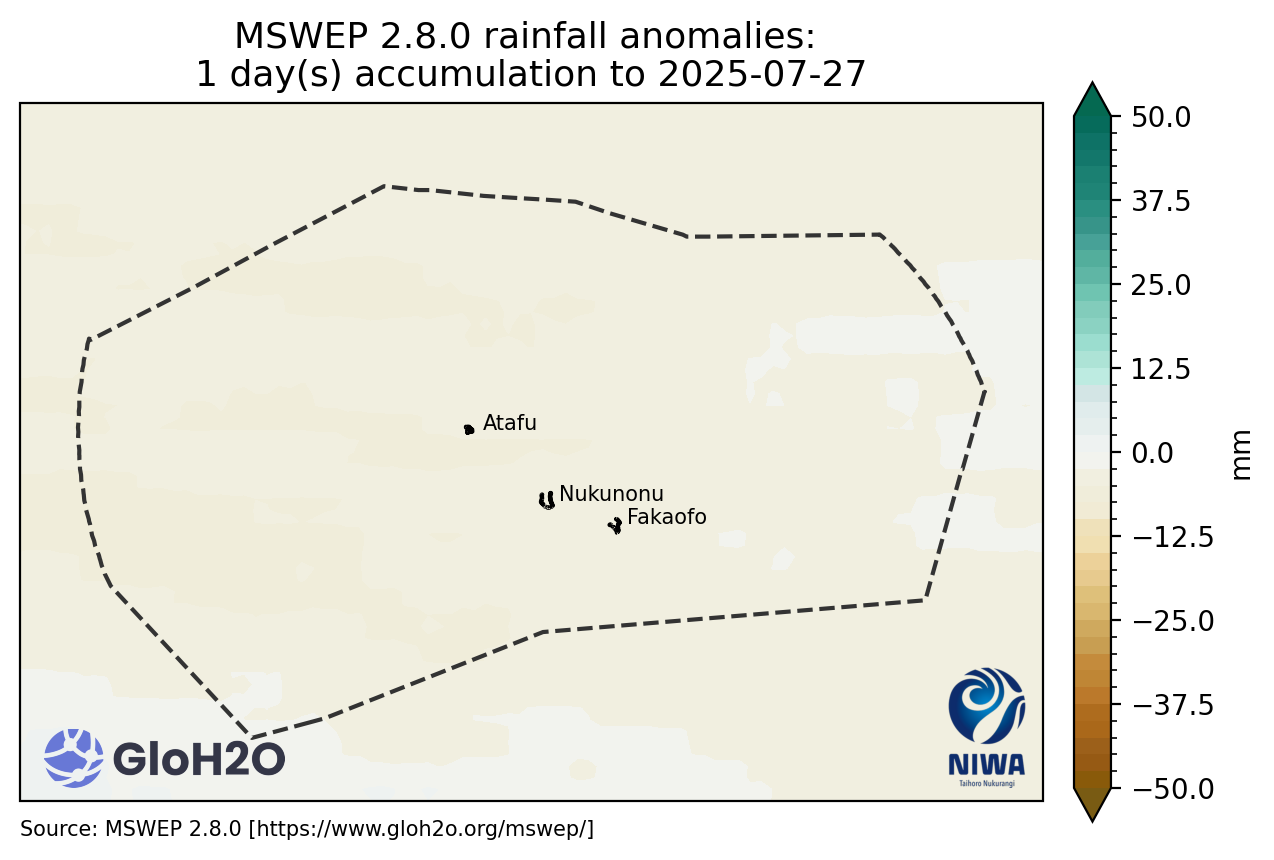 MSWEP 2.8.0 rainfall anomalies:
1 day(s) accumulation to 2025-07-27
50.0
37.5
25.0
12.5
0.0
−12.5
−25.0
−37.5
−50.0
mm
Atafu
Nukunonu
Fakaofo
GloH2O
NIWA
Taihoro Nukurangi
Source: MSWEP 2.8.0 [https://www.gloh2o.org/mswep/]